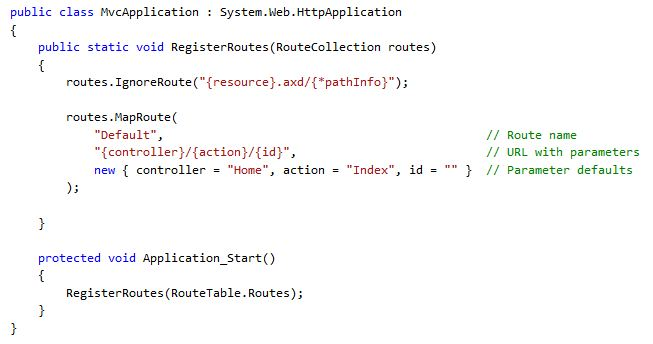 public class MvcApplication : System.Web.HttpApplication
{
    public static void RegisterRoutes(RouteCollection routes)
    {
        routes.IgnoreRoute("{resource}.axd/{*pathInfo}");

        routes.MapRoute(
            "Default",                                              // Route name
            "{controller}/{action}/{id}",                           // URL with parameters
            new { controller = "Home", action = "Index", id = "" }  // Parameter defaults
        );

    }

    protected void Application_Start()
    {
        RegisterRoutes(RouteTable.Routes);
    }
}